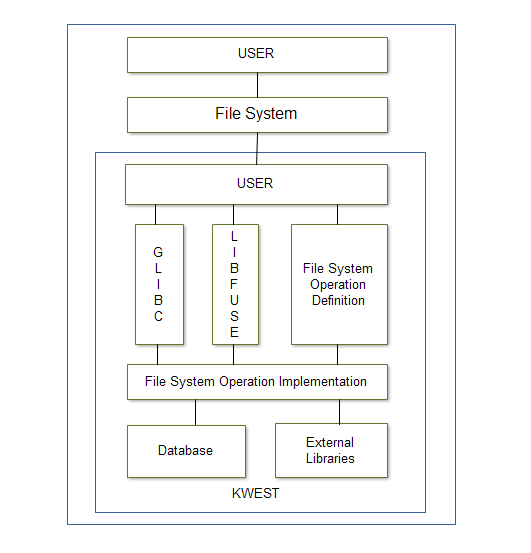 USER
File System
USER
G
L
I
B
C
L
I
B
F
U
S
E
File System
Operation
Definition
File System Operation Implementation
Database
External
Libraries
KWEST